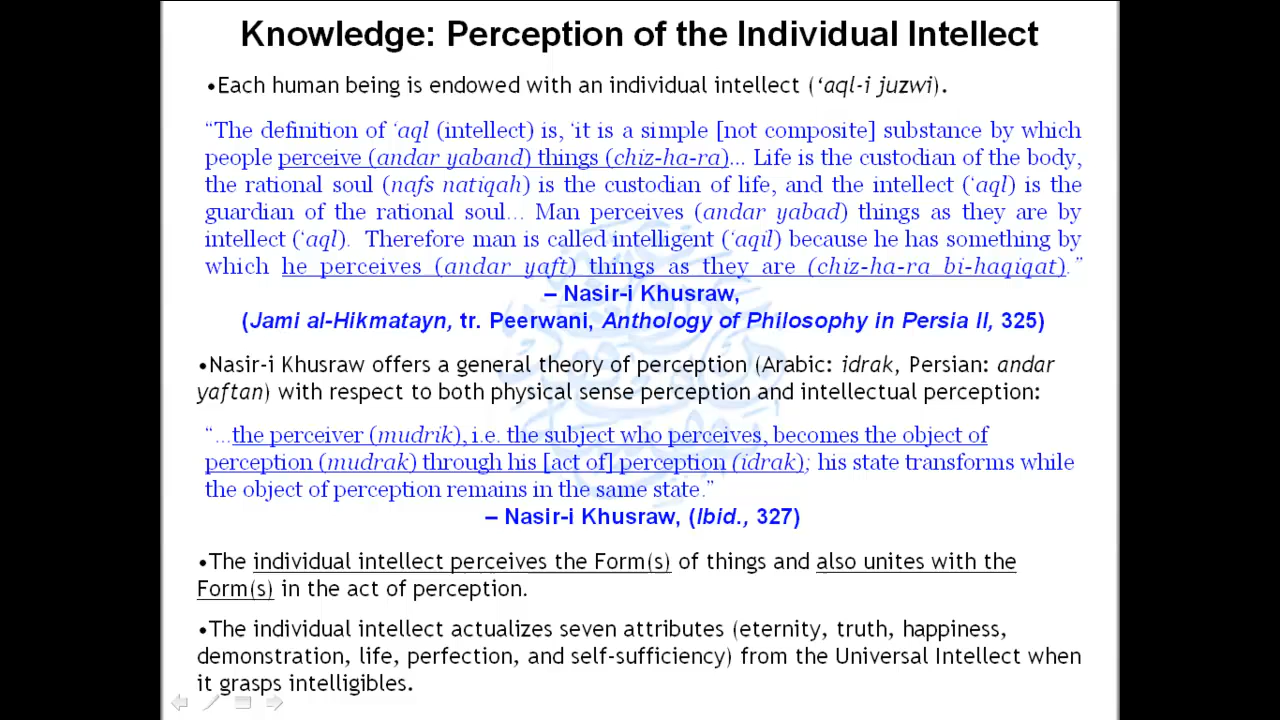 Knowledge: Perception of the Individual Intellect
•Each human being is endowed with an individual intellect (‘aql-i juzwi).
“The definition of ‘aql (intellect) is, ‘it is a simple [not composite] substance by which
people perceive (andar yaband) things (chiz-ha-ra)... Life is the custodian of the body,
the rational soul (nafs natiqah) is the custodian of life, and the intellect (‘aql) is the
guardian of the rational soul... Man perceives (andar yabad) things as they are by
intellect (‘aql). Therefore man is called intelligent (‘aqil) because he has something by
which he perceives (andar yaft) things as they are (chiz-ha-ra bi-haqiqat).”
– Nasir-i Khusraw,
(Jami al-Hikmatayn, tr. Peerwani, Anthology of Philosophy in Persia II, 325)
•Nasir-i Khusraw offers a general theory of perception (Arabic: idrak, Persian: andar
yaftan) with respect to both physical sense perception and intellectual perception:
“...the perceiver (mudrik), i.e. the subject who perceives, becomes the object of
perception (mudrak) through his [act of] perception (idrak); his state transforms while
the object of perception remains in the same state.”
– Nasir-i Khusraw, (Ibid., 327)
•The individual intellect perceives the Form(s) of things and also unites with the
Form(s) in the act of perception.
•The individual intellect actualizes seven attributes (eternity, truth, happiness,
demonstration, life, perfection, and self-sufficiency) from the Universal Intellect when
it grasps intelligibles.